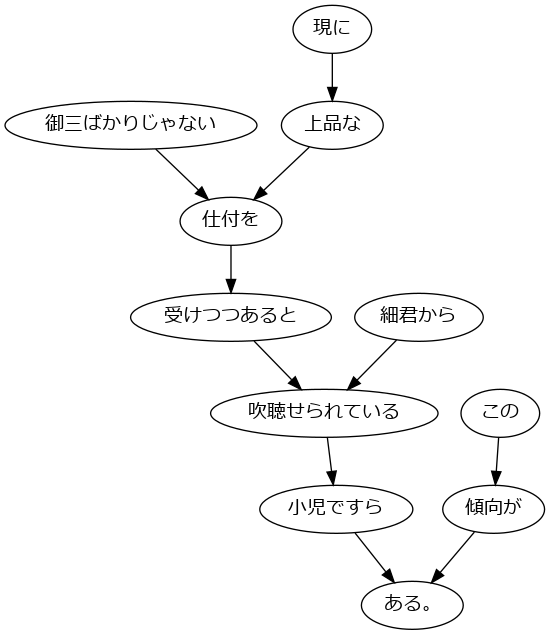 現に
御三ばかりじゃない
上品な
仕付を
受けつつあると
細君から
吹聴せられている
この
小児ですら
傾向が
ある。